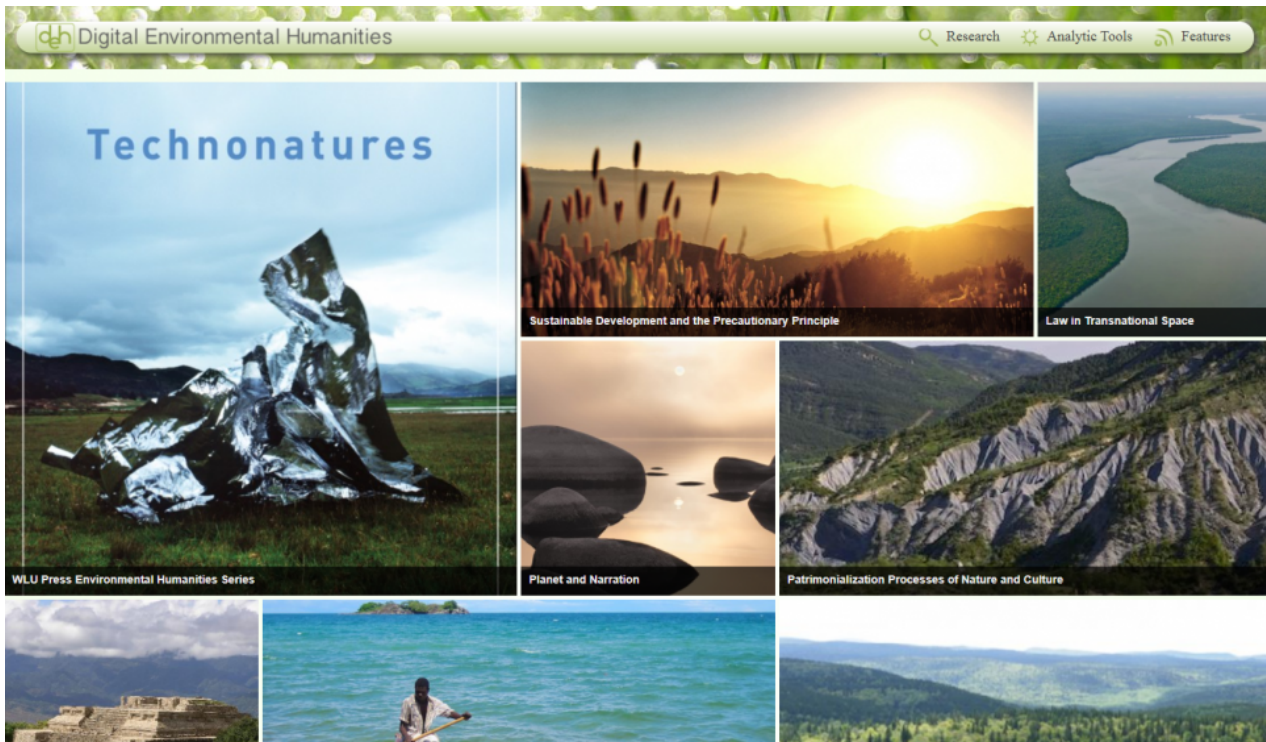 deh Digital Environmental Humanities
Research Analytic Tools Features
Technonatures
WLU Press Environmental Humanities Series
Sustainable Development and the Precautionary Principle
Law in Transnational Space
Planet and Narration
Patrimonialization Processes of Nature and Culture